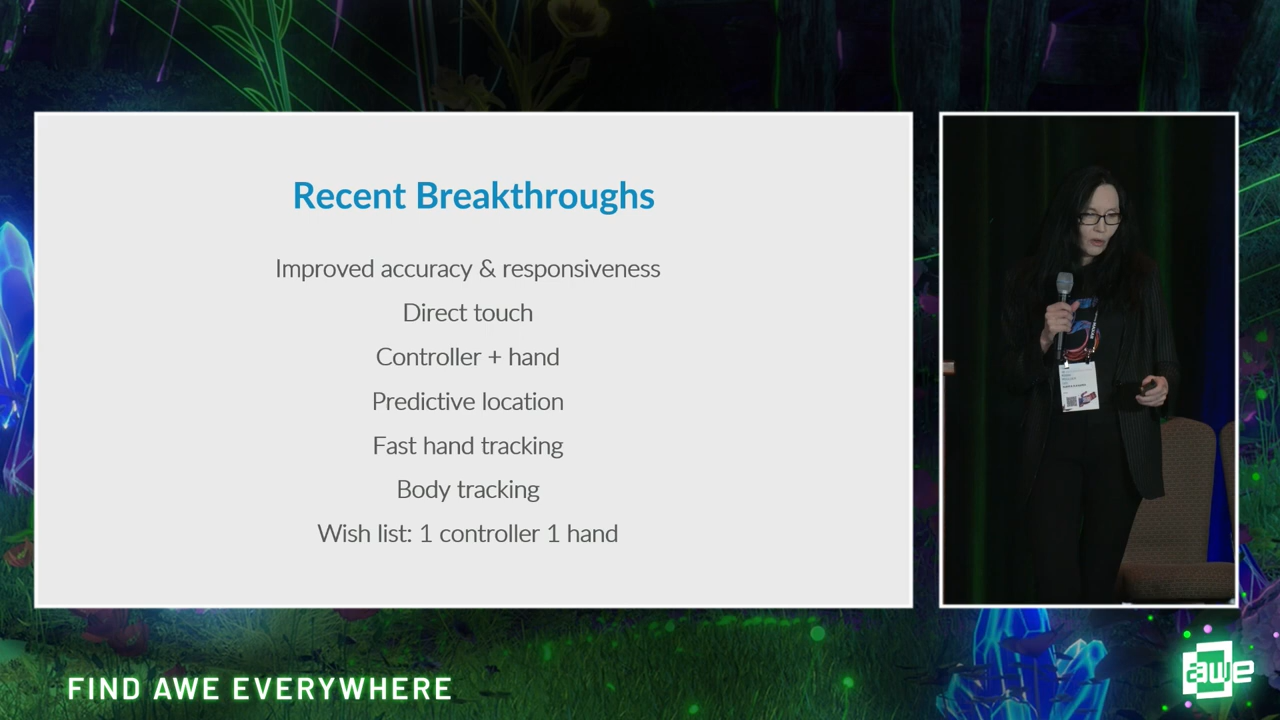 Recent Breakthroughs
Improved accuracy & responsiveness
Direct touch
Controller + hand
Predictive location
Fast hand tracking
Body tracking
Wish list: 1 controller 1 hand
FIND AWE EVERYWHERE
awe